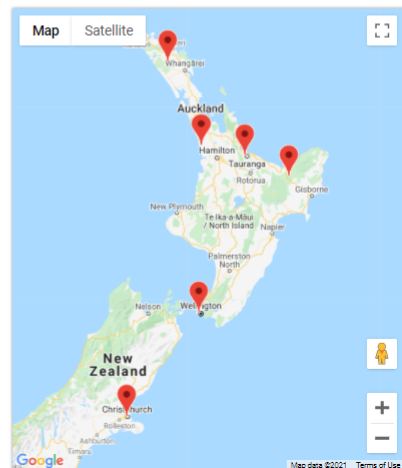 Map Satellite
Whangārei
Auckland
Hamilton
Tauranga
Rotorua
Gisborne
New Plymouth
Te Ika-a-Māui
/ North Island
Napier
Palmerston
North
Nelson
Wellington
New
Zealand
Christchurch
Rolleston
Ashburton
Timaru
Google
Map data ©2021 Terms of Use